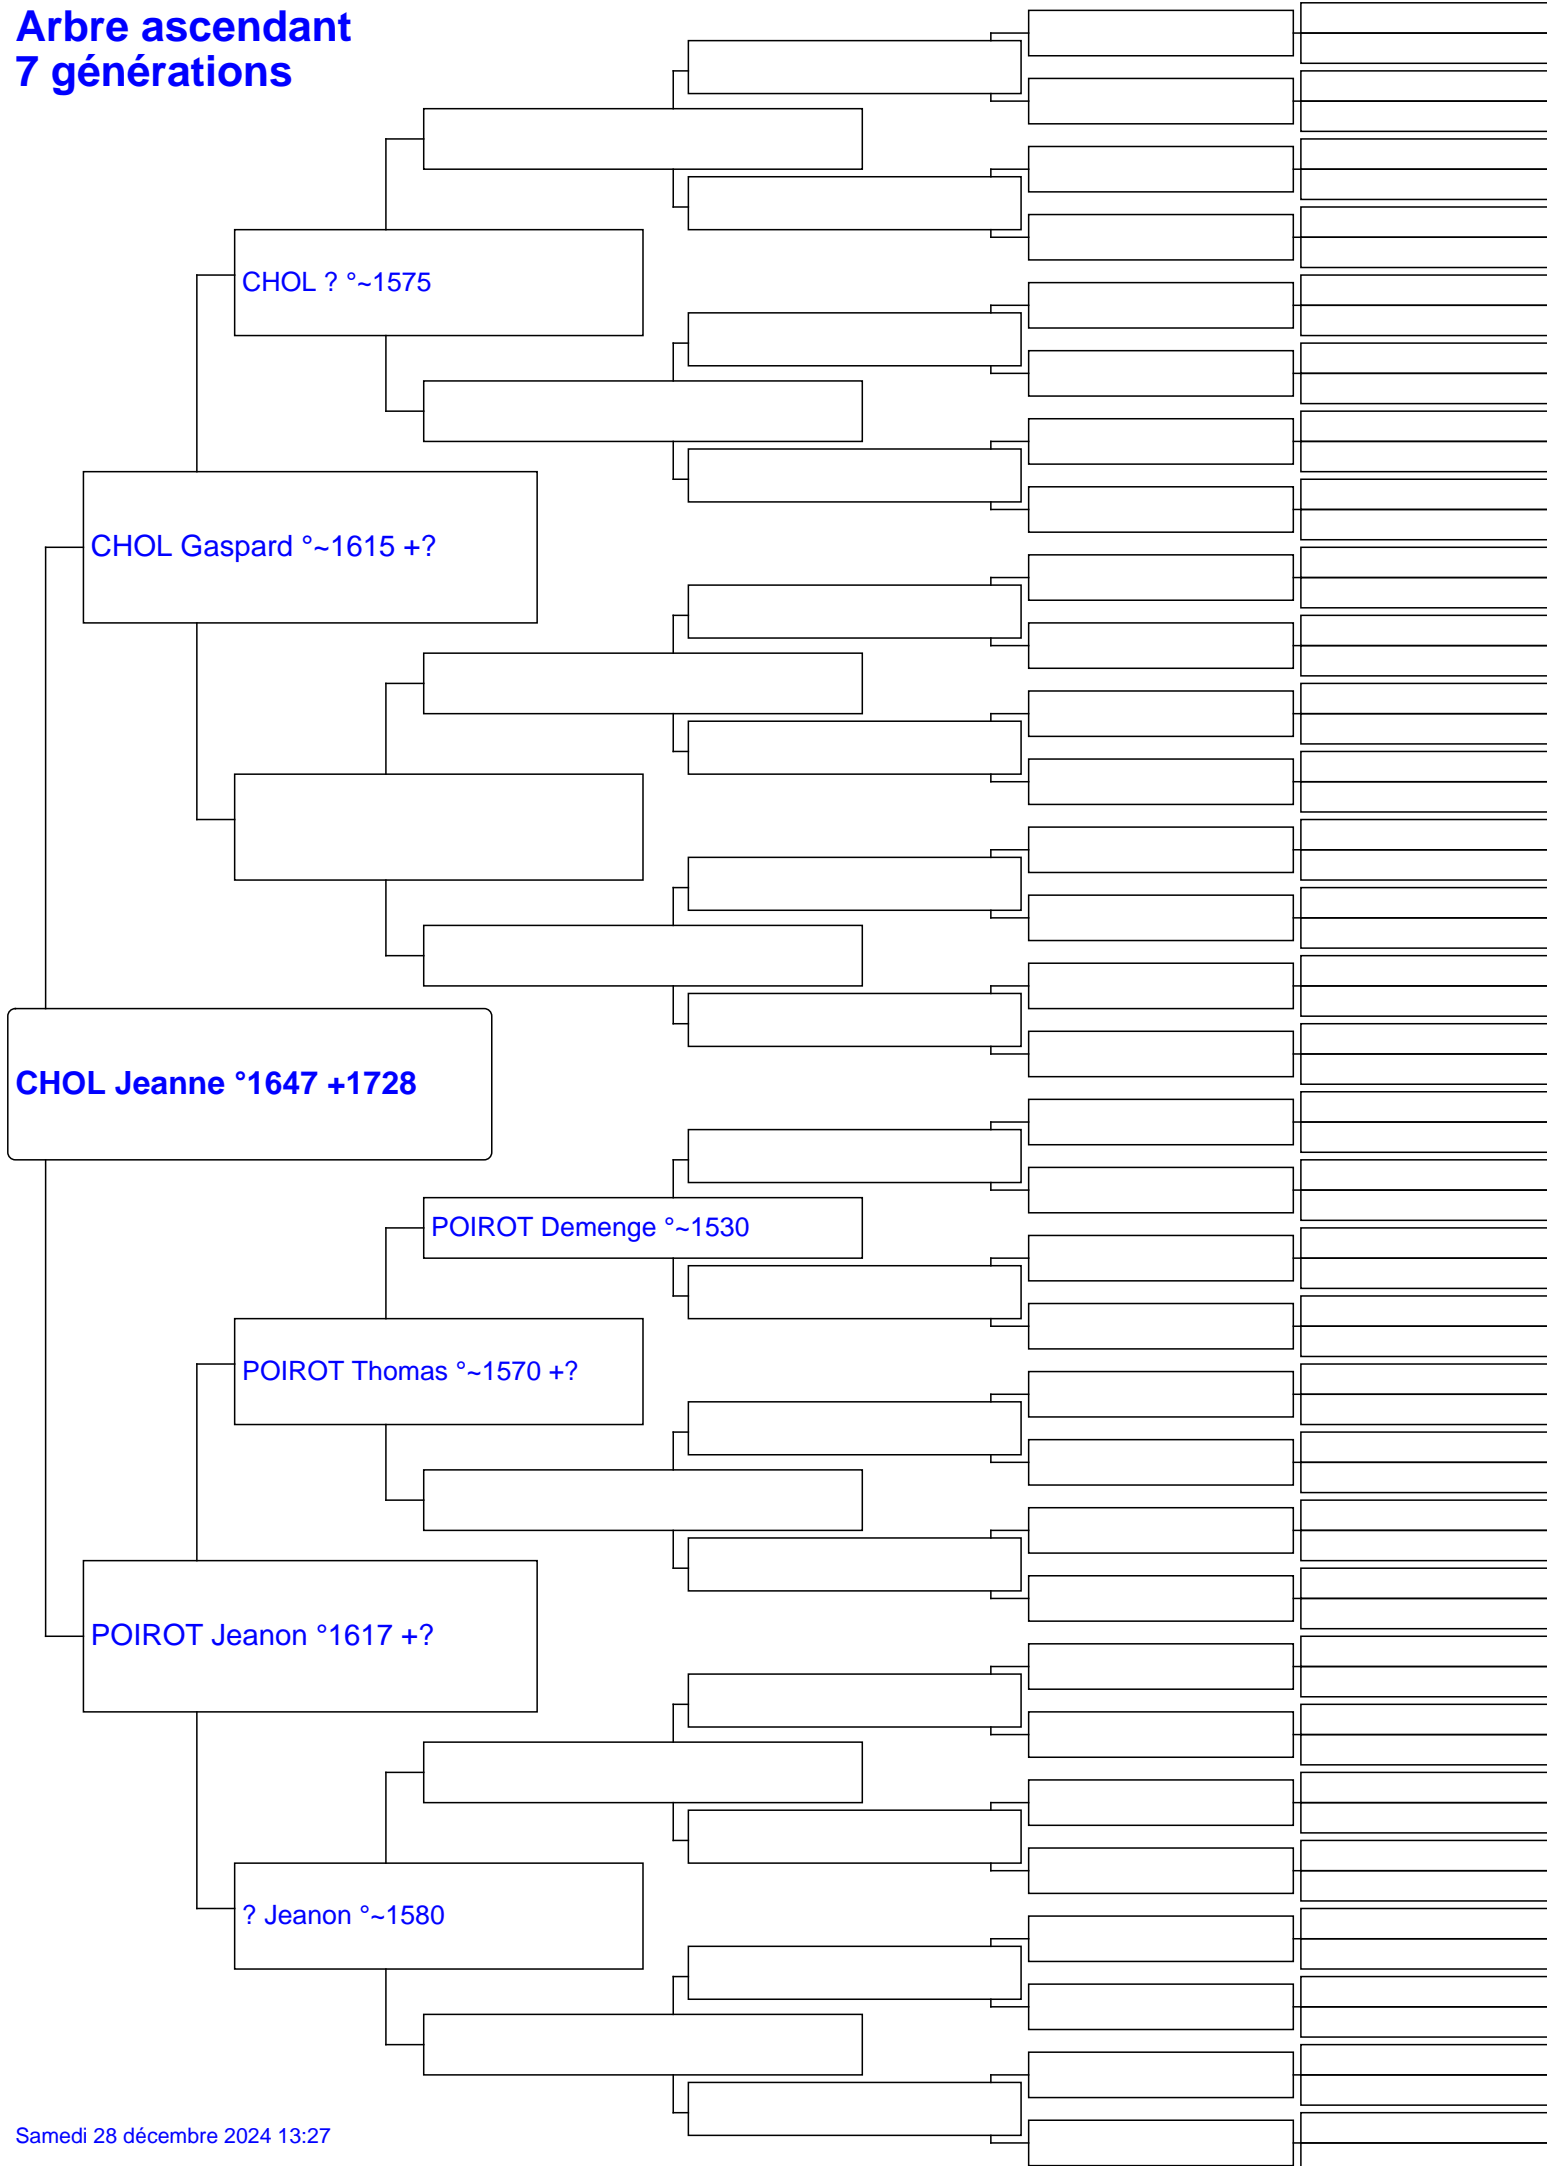 Arbre ascendant
7 générations
CHOL ? °~1575
CHOL Gaspard °~1615 +?
CHOL Jeanne °1647 +1728
POIROT Demenge °~1530
POIROT Thomas °~1570 +?
POIROT Jeanon °1617 +?
? Jeanon °~1580
Samedi 28 décembre 2024 13:27